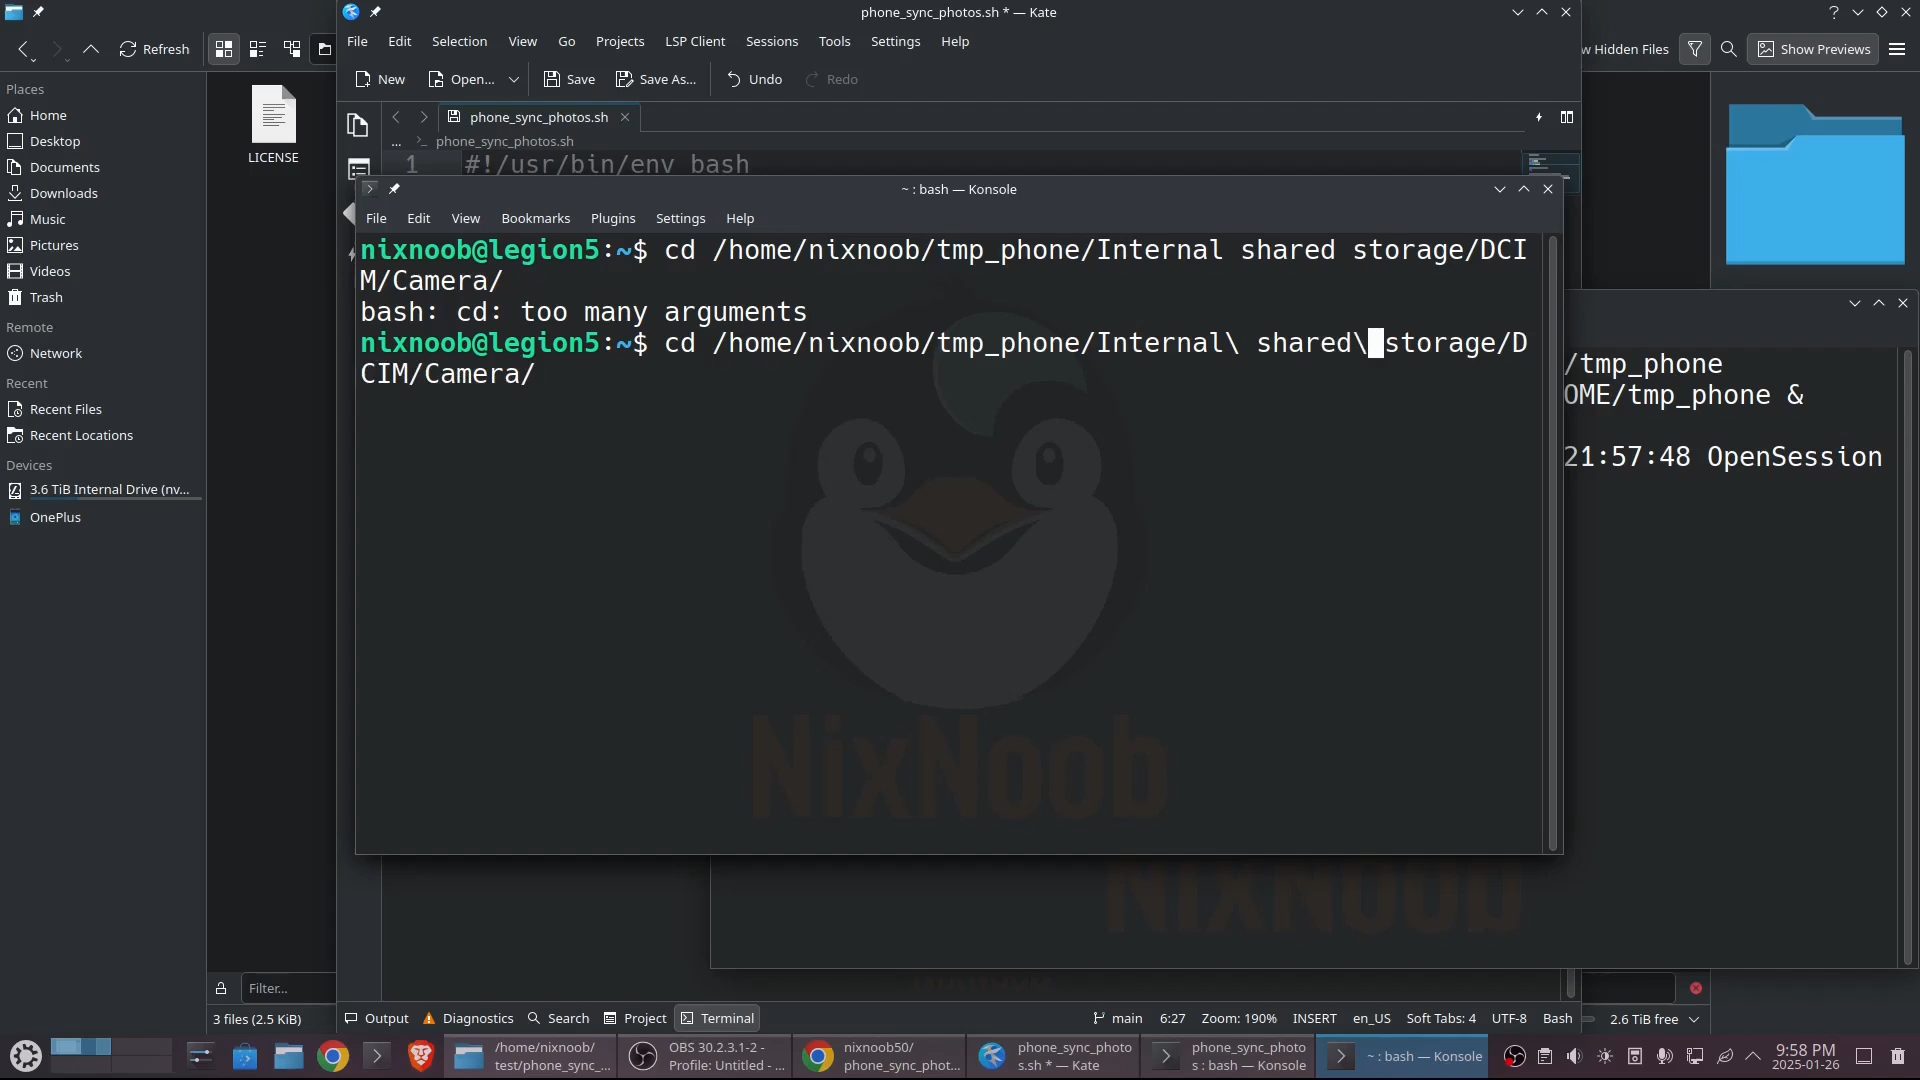 phone_sync_photos.sh * — Kate
File Edit Selection View Go Projects LSP Client Sessions Tools Settings Help
Refresh
w Hidden Files
Show Previews
New Open... Save Save As... Undo Redo
Places
Home
Desktop
Documents
Downloads
Music
Pictures
Videos
Trash
Remote
Network
Recent
Recent Files
Recent Locations
Devices
3.6 TiB Internal Drive (nv...
OnePlus
LICENSE
phone_sync_photos.sh
... phone_sync_photos.sh
1 #!/usr/bin/env bash
~ : bash — Konsole
File Edit View Bookmarks Plugins Settings Help
nixnoob@legion5:~$ cd /home/nixnoob/tmp_phone/Internal shared storage/DCI
M/Camera/
bash: cd: too many arguments
nixnoob@legion5:~$ cd /home/nixnoob/tmp_phone/Internal\ shared\ storage/D
CIM/Camera/
NixNoob
/tmp_phone
OME/tmp_phone &
21:57:48 OpenSession
NixNoob
Filter...
3 files (2.5 KiB)
Output Diagnostics Search Project Terminal
main 6:27 Zoom: 190% INSERT en_US Soft Tabs: 4 UTF-8 Bash
2.6 TiB free
/home/nixnoob/
test/phone_sync_...
OBS 30.2.3.1-2 -
Profile: Untitled - ...
nixnoob50/
phone_sync_phot...
phone_sync_photo
s.sh * — Kate
phone_sync_photo
s : bash — Konsole
~ : bash — Konsole
9:58 PM
2025-01-26